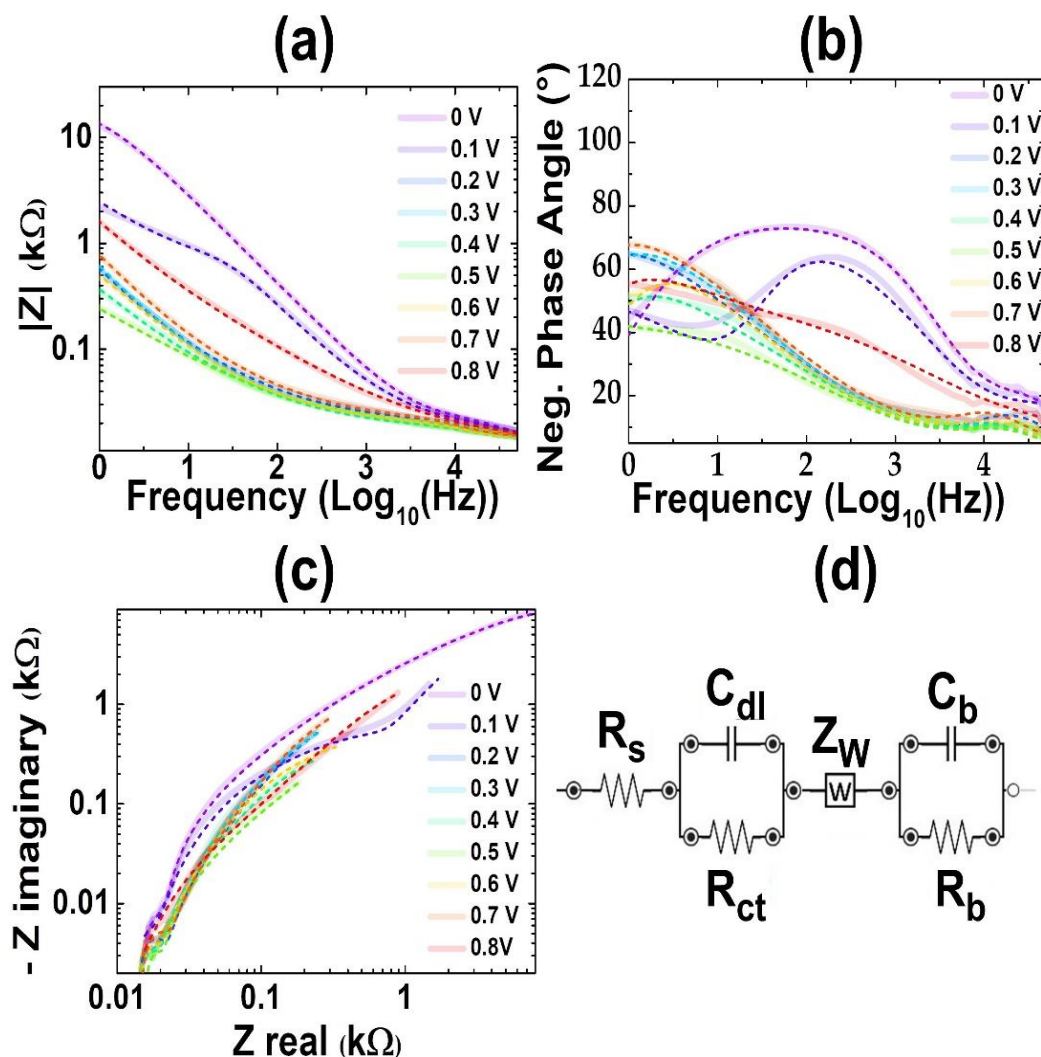 (a)
|Z| (kΩ)
10
1
0.1
0 V
0.1 V
0.2 V
0.3 V
0.4 V
0.5 V
0.6 V
0.7 V
0.8 V
0 1 2 3 4
Frequency (Log10(Hz))
(b)
Neg. Phase Angle (°)
120
100
80
60
40
20
0 V
0.1 V
0.2 V
0.3 V
0.4 V
0.5 V
0.6 V
0.7 V
0.8 V
0 1 2 3 4
Frequency (Log10(Hz))
(c)
- Z imaginary (kΩ)
1
0.1
0.01
0 V
0.1 V
0.2 V
0.3 V
0.4 V
0.5 V
0.6 V
0.7 V
0.8V
0.01 0.1 1
Z real (kΩ)
(d)
Rs
Cdl
Rct
ZW
W
Cb
Rb